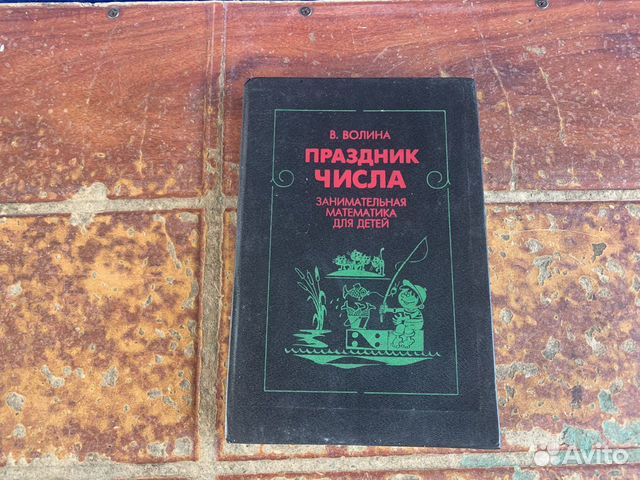 В. ВОЛИНА
ПРАЗДНИК
ЧИСЛА
ЗАНИМАТЕЛЬНАЯ
МАТЕМАТИКА
ДЛЯ ДЕТЕЙ
Avito